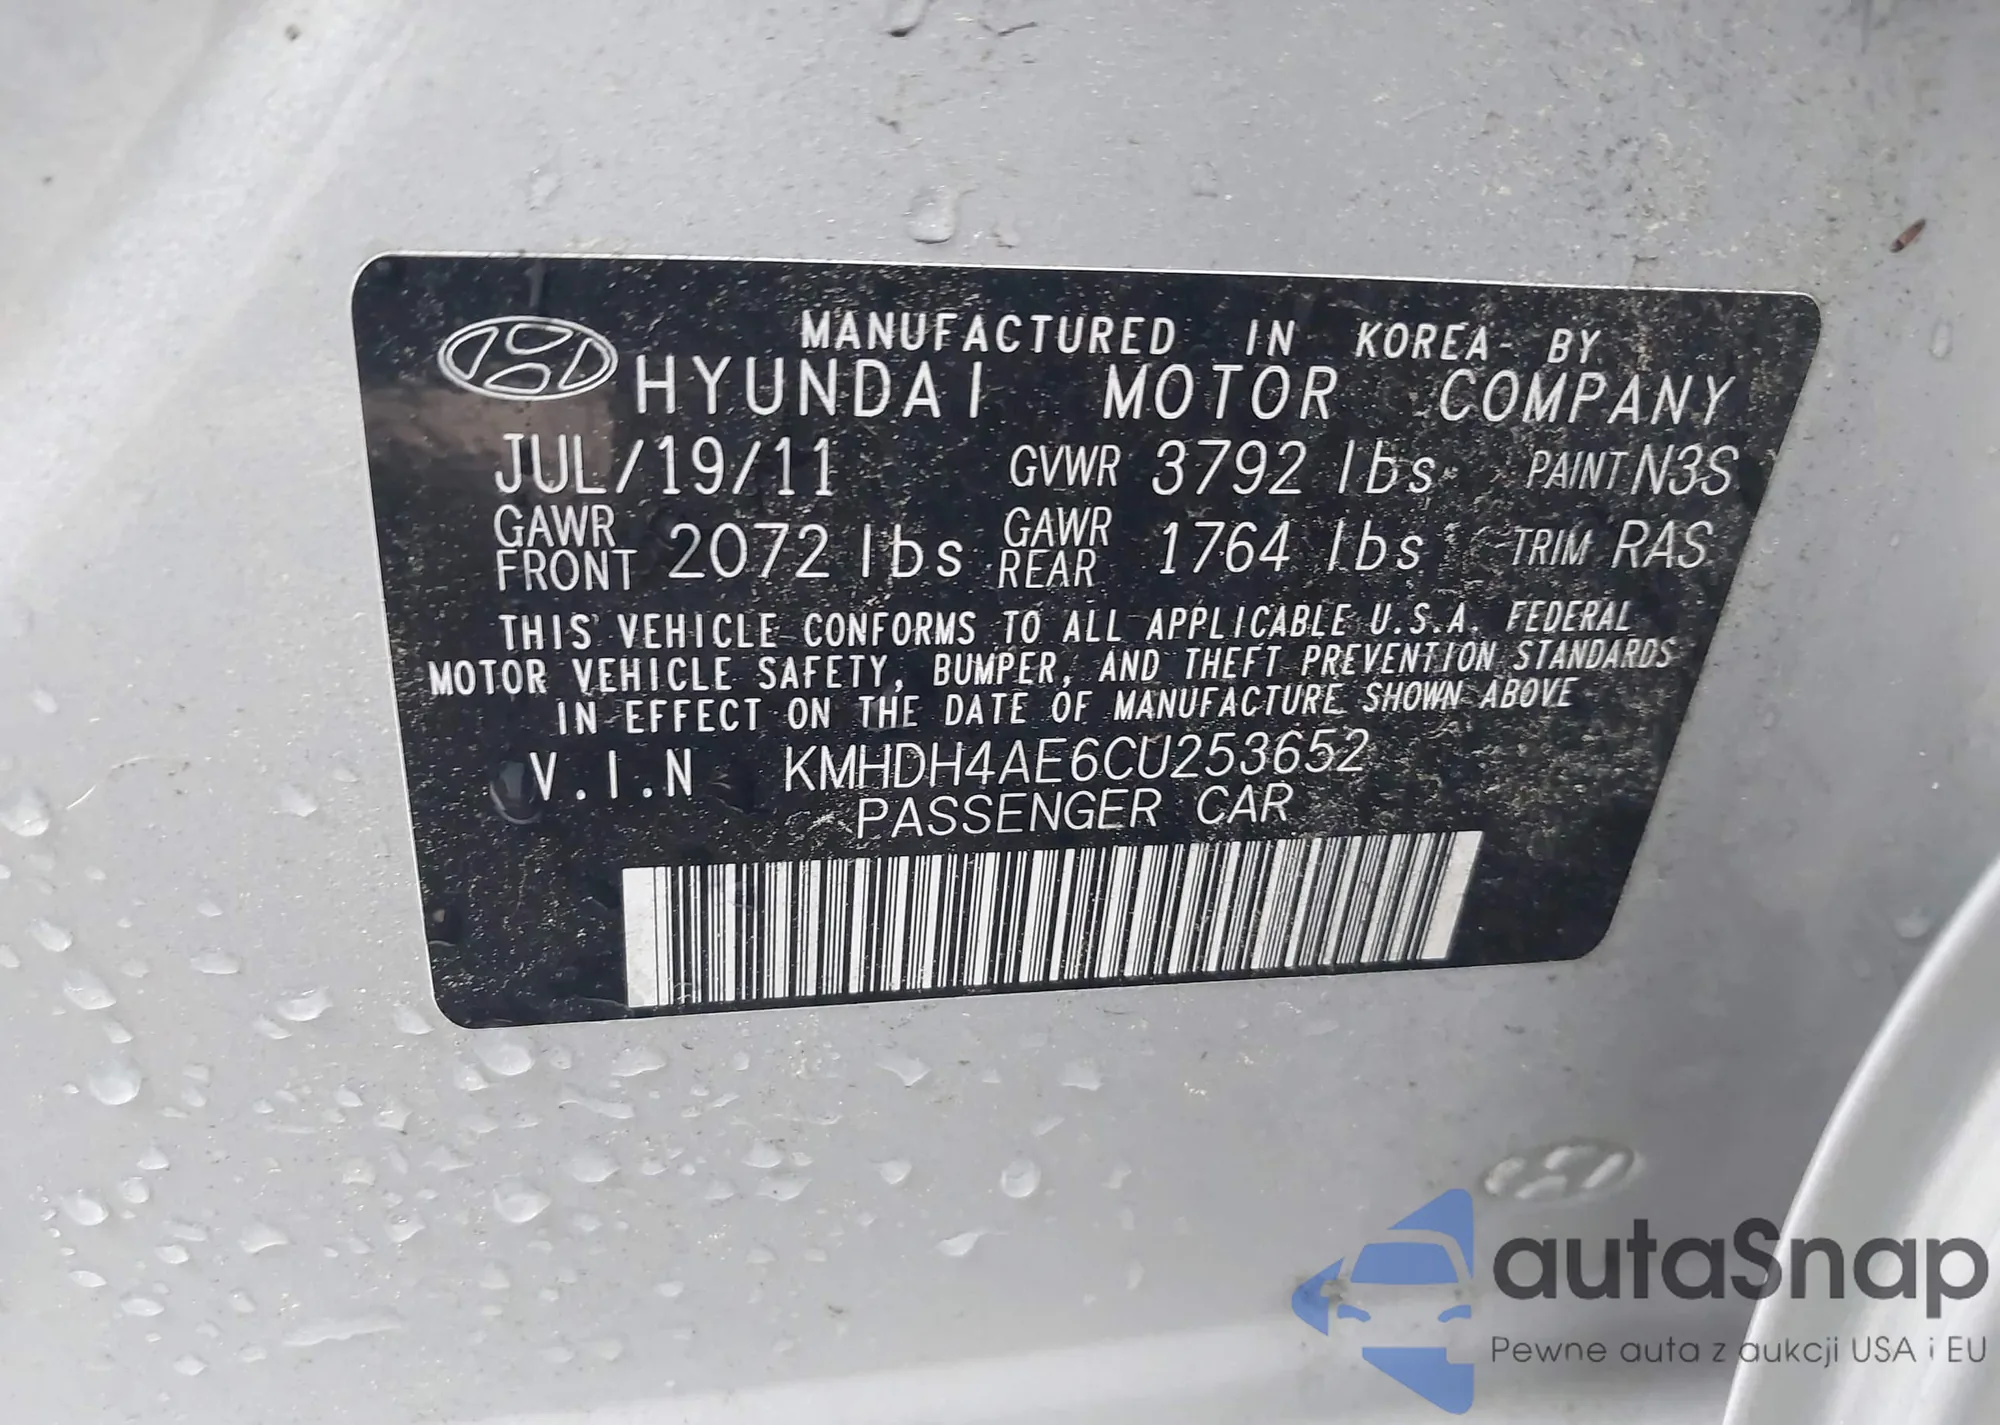 MANUFACTURED IN KOREA BY
HYUNDAI MOTOR COMPANY
JUL/19/11 GVWR 3792 lbs PAINT N3S
GAWR FRONT 2072 lbs GAWR REAR 1764 lbs TRIM RAS
THIS VEHICLE CONFORMS TO ALL APPLICABLE U.S.A. FEDERAL
MOTOR VEHICLE SAFETY, BUMPER, AND THEFT PREVENTION STANDARDS
IN EFFECT ON THE DATE OF MANUFACTURE SHOWN ABOVE
V.I.N KMHDH4AE6CU253652
PASSENGER CAR
autaSnap
Pewne auta z aukcji USA i EU